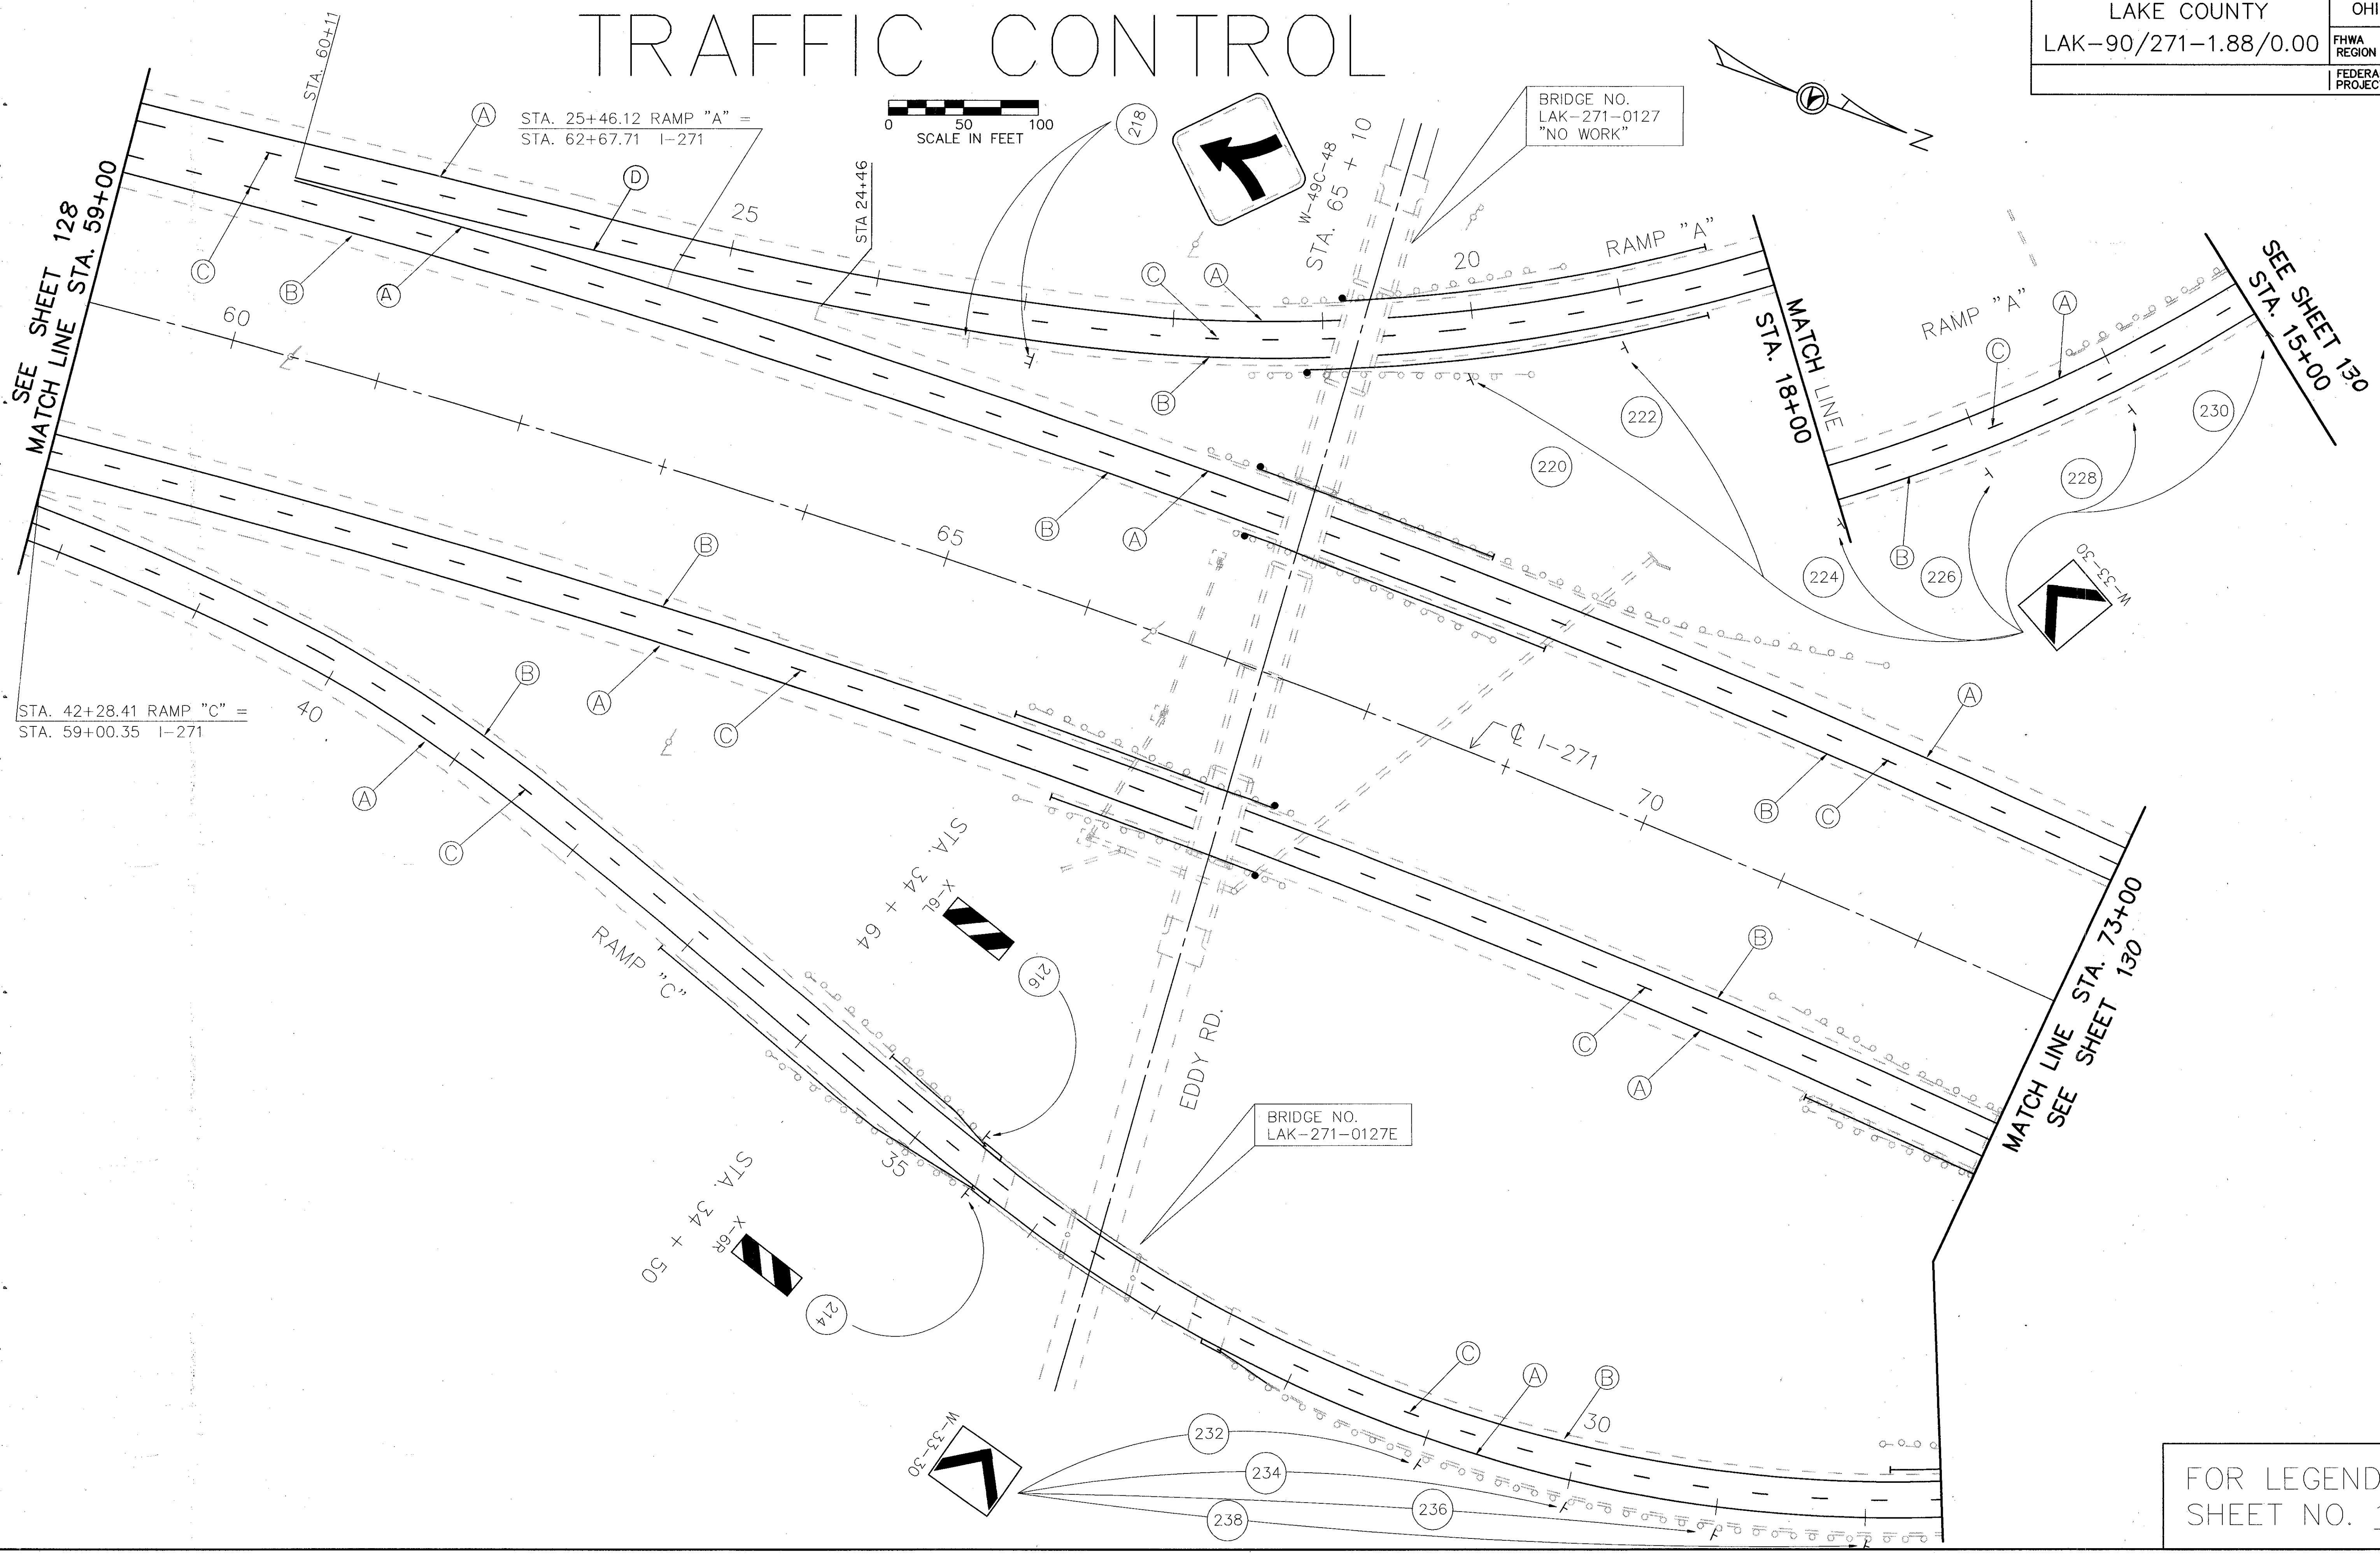 TRAFFIC CONTROL
LAKE COUNTY
LAK-90/271-1.88/0.00
OHI
FHWA
REGION
FEDERA
PROJEC
STA. 60+11
A
STA. 25+46.12 RAMP "A" =
STA. 62+67.71 I-271
0 50 100
SCALE IN FEET
218
W-49C-48
STA. 65 + 10
BRIDGE NO.
LAK-271-0127
"NO WORK"
N
SEE SHEET 128
MATCH LINE STA. 59+00
D
STA 24+46
25
C
B
A
60
C
A
B
20
RAMP "A"
MATCH LINE
STA. 18+00
RAMP "A"
A
C
SEE SHEET 130
STA. 15+00
222
220
230
228
B
226
224
W-33-30
B
65
B
A
B
A
C
STA. 42+28.41 RAMP "C" =
STA. 59+00.35 I-271
40
B
A
C
℄ I-271
70
A
B
C
STA. 34 + 64
X-6L
216
RAMP "C"
MATCH LINE STA. 73+00
SEE SHEET 130
B
C
A
EDDY RD.
BRIDGE NO.
LAK-271-0127E
35
STA. 34 + 50
X-6R
214
C
A
B
30
W-33-30
232
234
236
238
FOR LEGEND
SHEET NO.